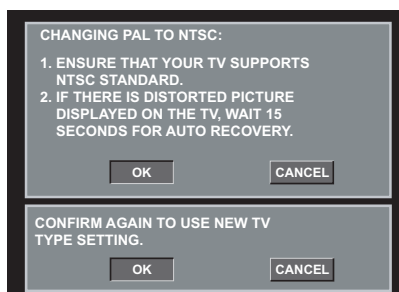 CHANGING PAL TO NTSC:
1. ENSURE THAT YOUR TV SUPPORTS
NTSC STANDARD.
2. IF THERE IS DISTORTED PICTURE
DISPLAYED ON THE TV, WAIT 15
SECONDS FOR AUTO RECOVERY.
OK CANCEL
CONFIRM AGAIN TO USE NEW TV
TYPE SETTING.
OK CANCEL